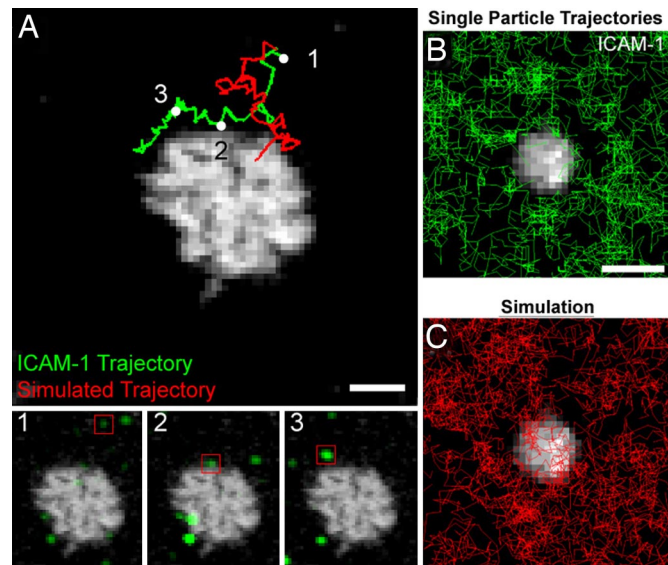 A
1
3
2
ICAM-1 Trajectory
Simulated Trajectory
1
2
3
Single Particle Trajectories
B
ICAM-1
Simulation
C